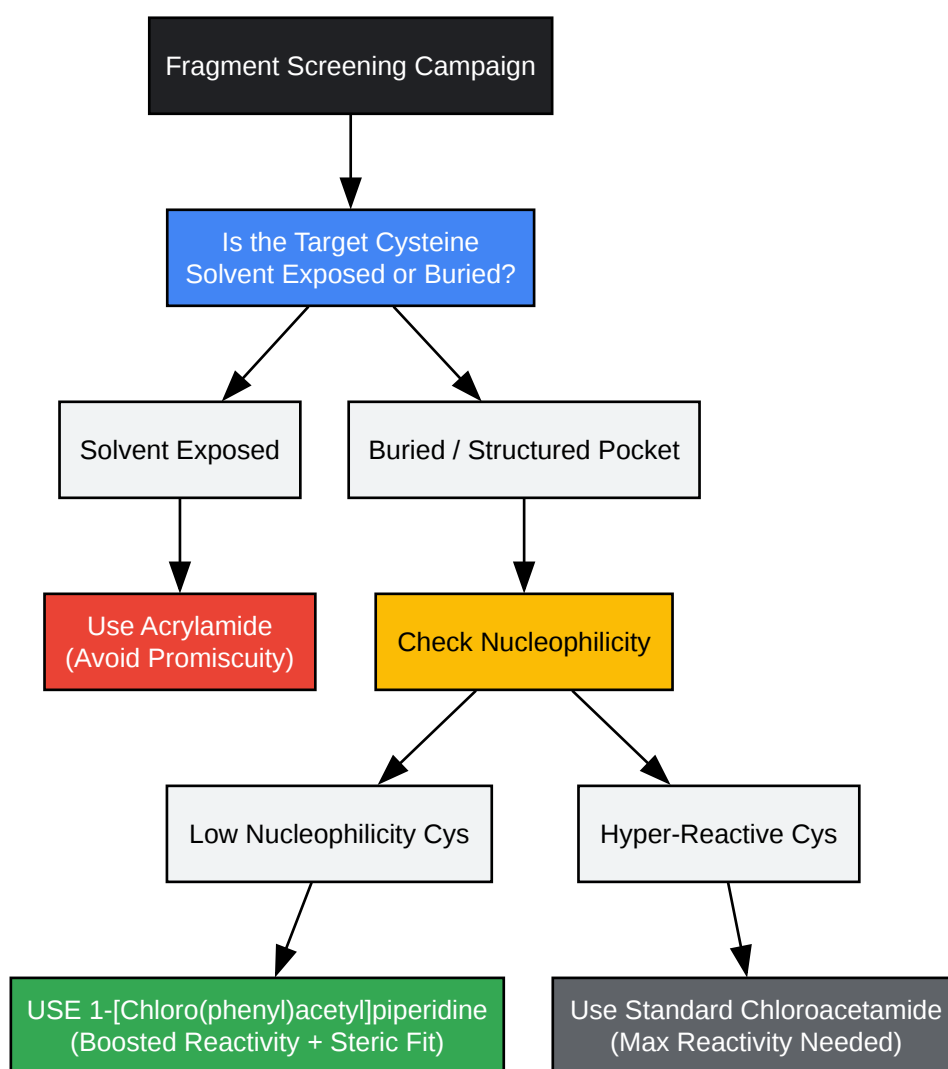 Fragment Screening Campaign
Is the Target Cysteine
Solvent Exposed or Buried?
Solvent Exposed
Buried / Structured Pocket
Use Acrylamide
(Avoid Promiscuity)
Check Nucleophilicity
Low Nucleophilicity Cys
Hyper-Reactive Cys
USE 1-[Chloro(phenyl)acetyl]piperidine
(Boosted Reactivity + Steric Fit)
Use Standard Chloroacetamide
(Max Reactivity Needed)